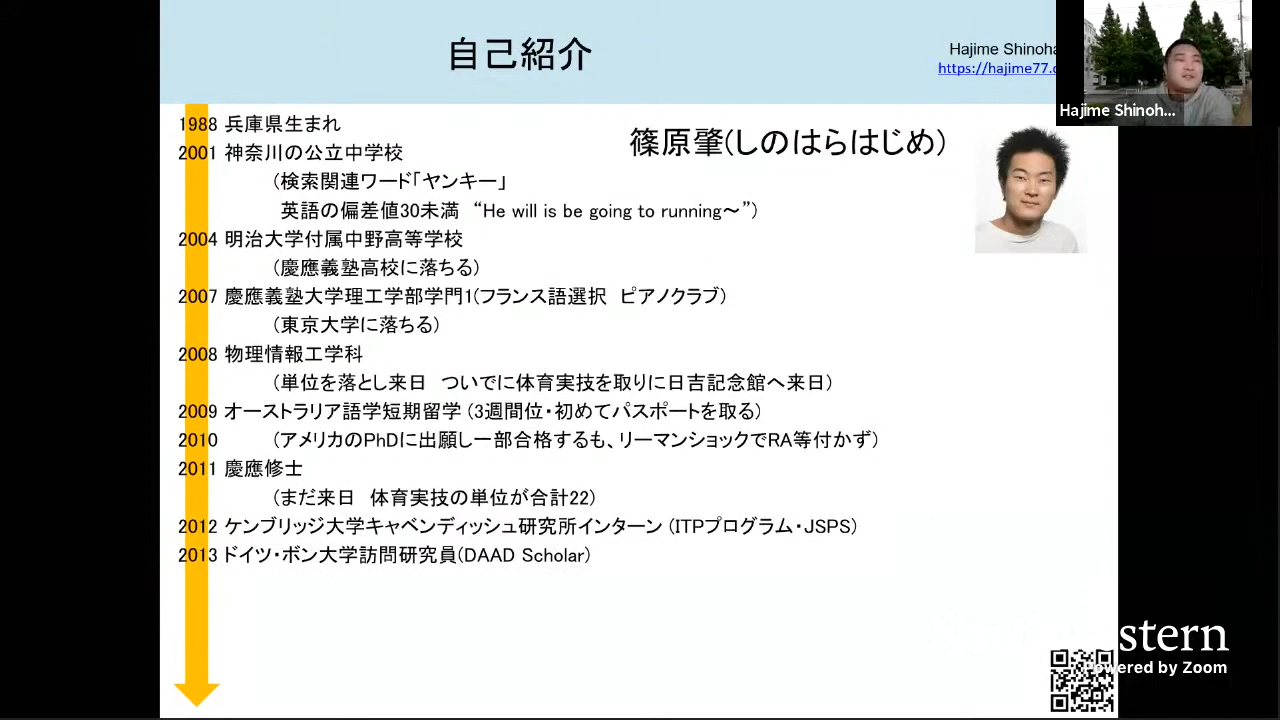 自己紹介
Hajime Shinoha
https://hajime77.c
Hajime Shinoh...
1988 兵庫県生まれ
篠原肇(しのはらはじめ)
2001 神奈川の公立中学校
(検索関連ワード「ヤンキー」
英語の偏差値30未満 “He will is be going to running～”)
2004 明治大学付属中野高等学校
(慶應義塾高校に落ちる)
2007 慶應義塾大学理工学部学門1(フランス語選択 ピアノクラブ)
(東京大学に落ちる)
2008 物理情報工学科
(単位を落とし来日 ついでに体育実技を取りに日吉記念館へ来日)
2009 オーストラリア語学短期留学 (3週間位・初めてパスポートを取る)
2010 (アメリカのPhDに出願し一部合格するも、リーマンショックでRA等付かず)
2011 慶應修士
(まだ来日 体育実技の単位が合計22)
2012 ケンブリッジ大学キャベンディッシュ研究所インターン (ITPプログラム・JSPS)
2013 ドイツ・ボン大学訪問研究員(DAAD Scholar)
stern
Powered by Zoom